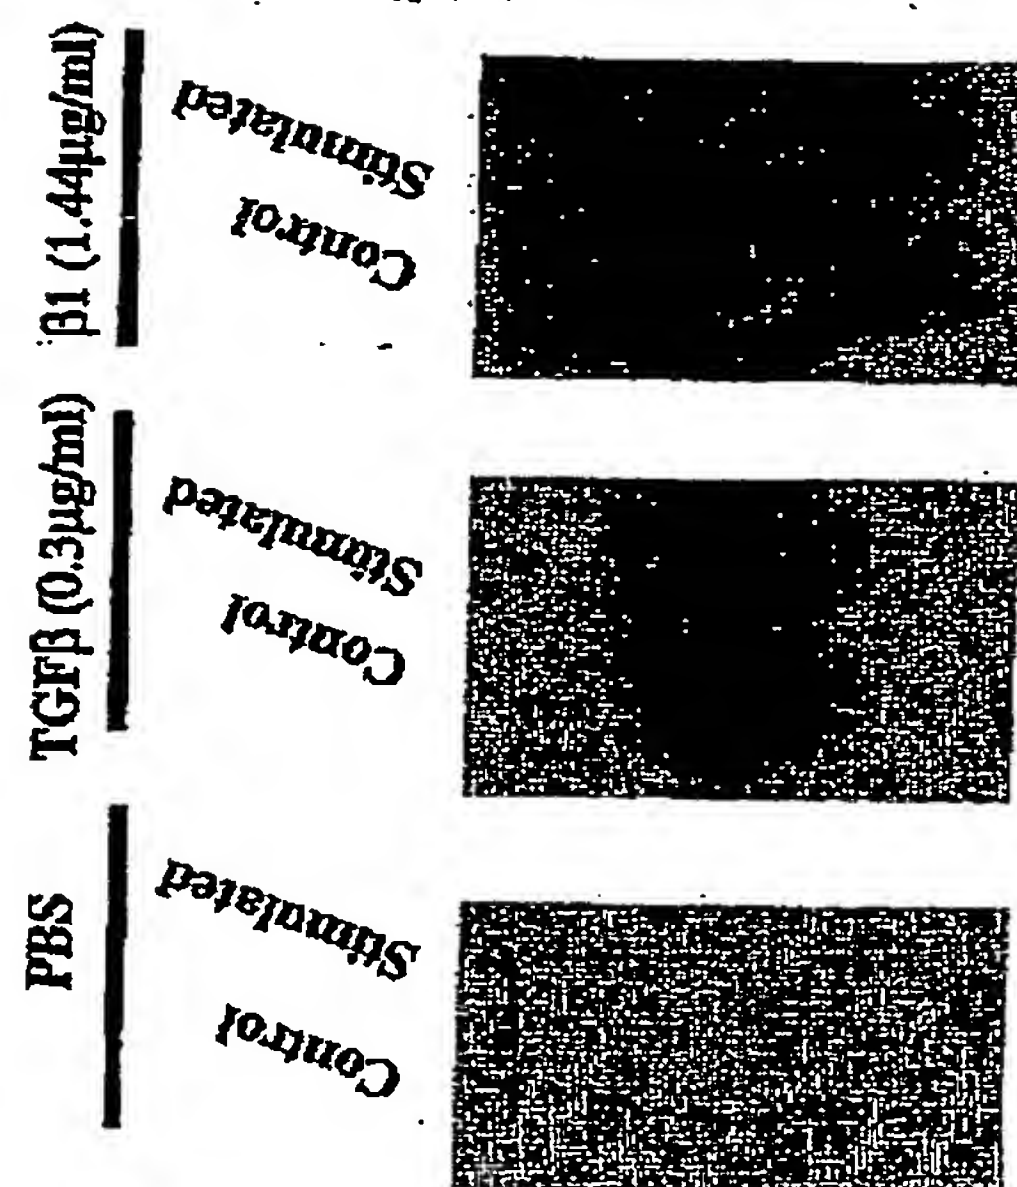 PBS
TGFβ (0.3μg/ml)
β1 (1.44μg/ml)
Control
Stimulated
Control
Stimulated
Control
Stimulated